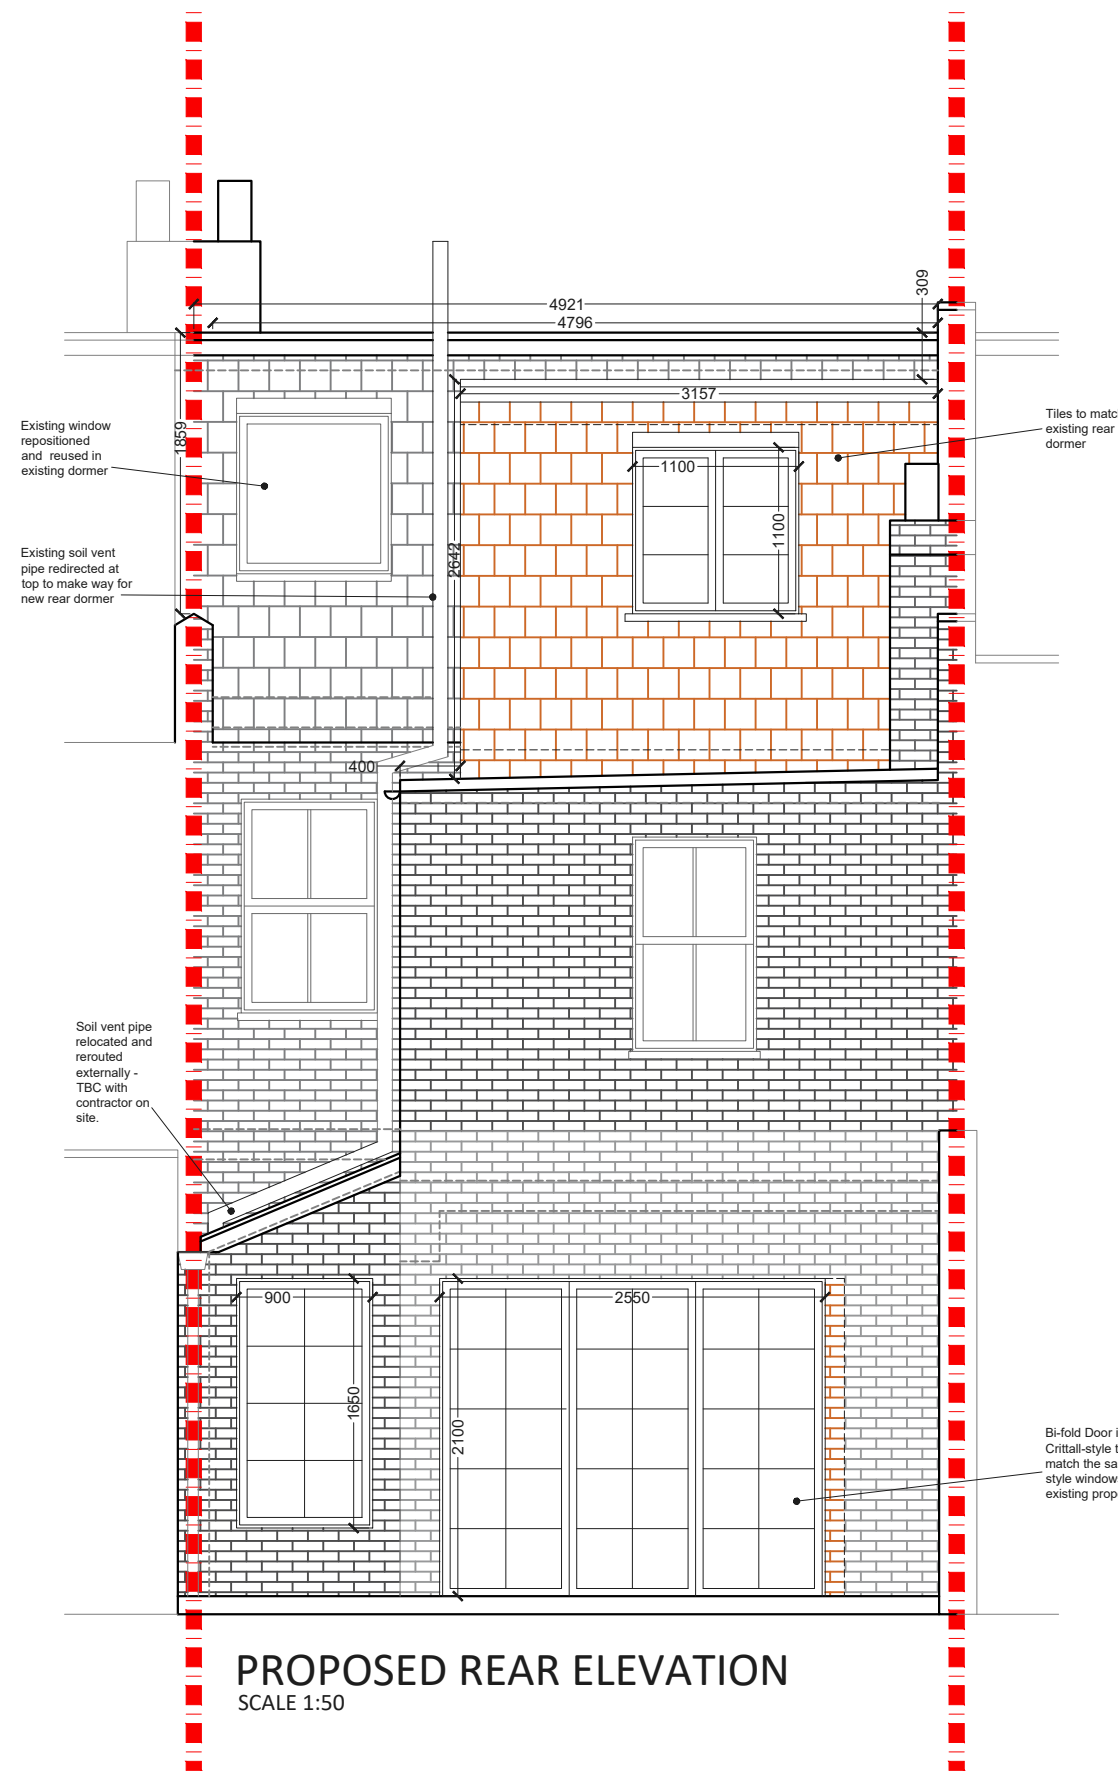 309
4921
4796
3157
1859
Existing window
repositioned
and reused in
existing dormer
Tiles to matc
existing rear
dormer
1100
1100
2642
Existing soil vent
pipe redirected at
top to make way for
new rear dormer
400
Soil vent pipe
relocated and
rerouted
externally -
TBC with
contractor on
site.
900
2550
1650
2100
Bi-fold Door i
Crittall-style t
match the sa
style window
existing prop
PROPOSED REAR ELEVATION
SCALE 1:50